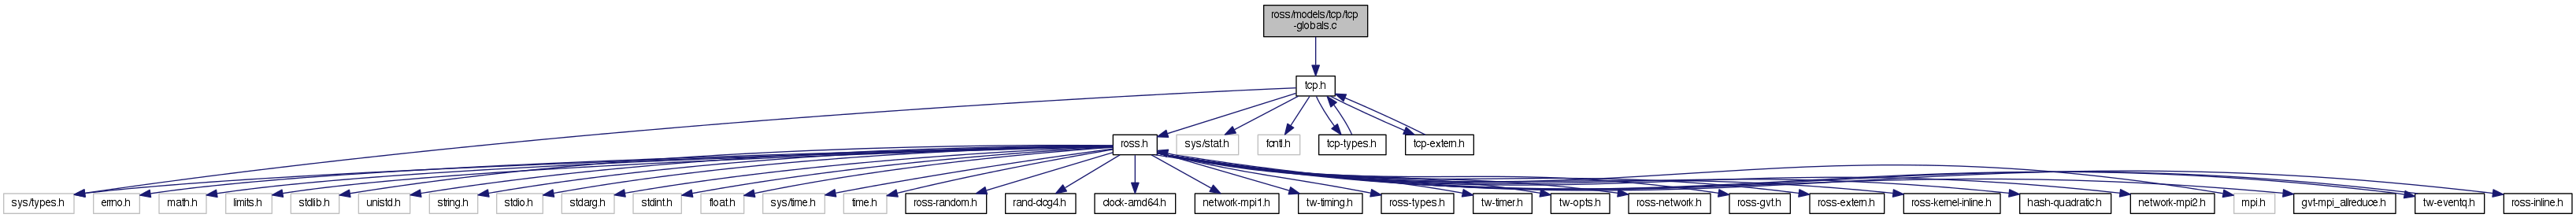 ross/models/tcp/tcp
-globals.c
tcp.h
ross.h
sys/stat.h
fcntl.h
tcp-types.h
tcp-extern.h
sys/types.h
errno.h
math.h
limits.h
stdlib.h
unistd.h
string.h
stdio.h
stdarg.h
stdint.h
float.h
sys/time.h
time.h
ross-random.h
rand-clcg4.h
clock-amd64.h
network-mpi1.h
tw-timing.h
ross-types.h
tw-timer.h
tw-opts.h
ross-network.h
ross-gvt.h
ross-extern.h
ross-kernel-inline.h
hash-quadratic.h
network-mpi2.h
mpi.h
gvt-mpi_allreduce.h
tw-eventq.h
ross-inline.h